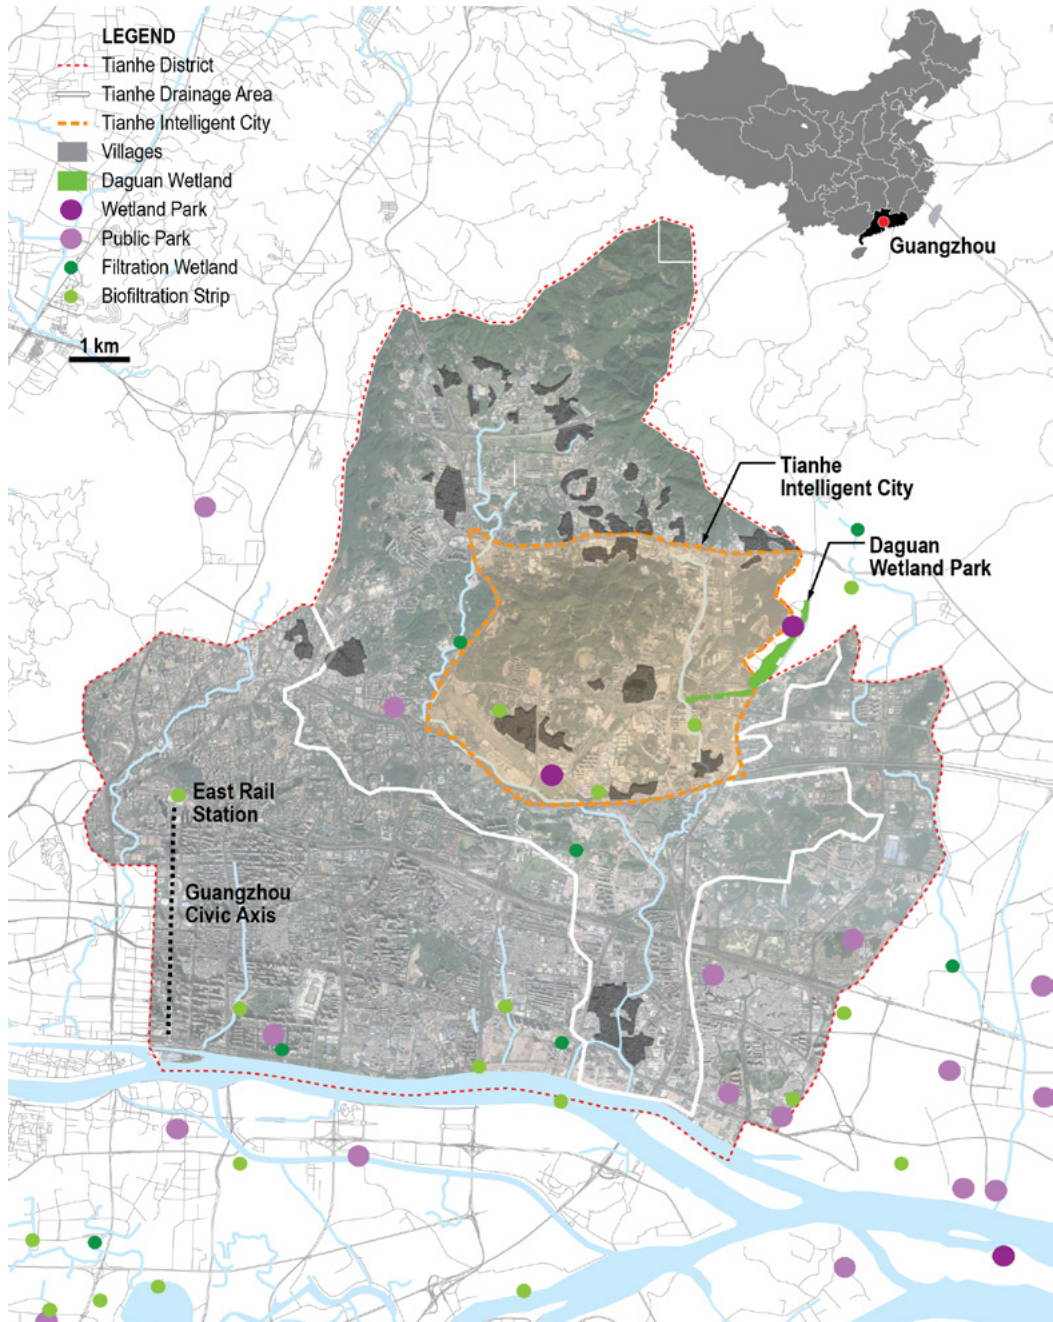 LEGEND
Tianhe District
Tianhe Drainage Area
Tianhe Intelligent City
Villages
Daguan Wetland
Wetland Park
Public Park
Filtration Wetland
Biofiltration Strip
1 km
Guangzhou
Tianhe
Intelligent City
Daguan
Wetland Park
East Rail
Station
Guangzhou
Civic Axis